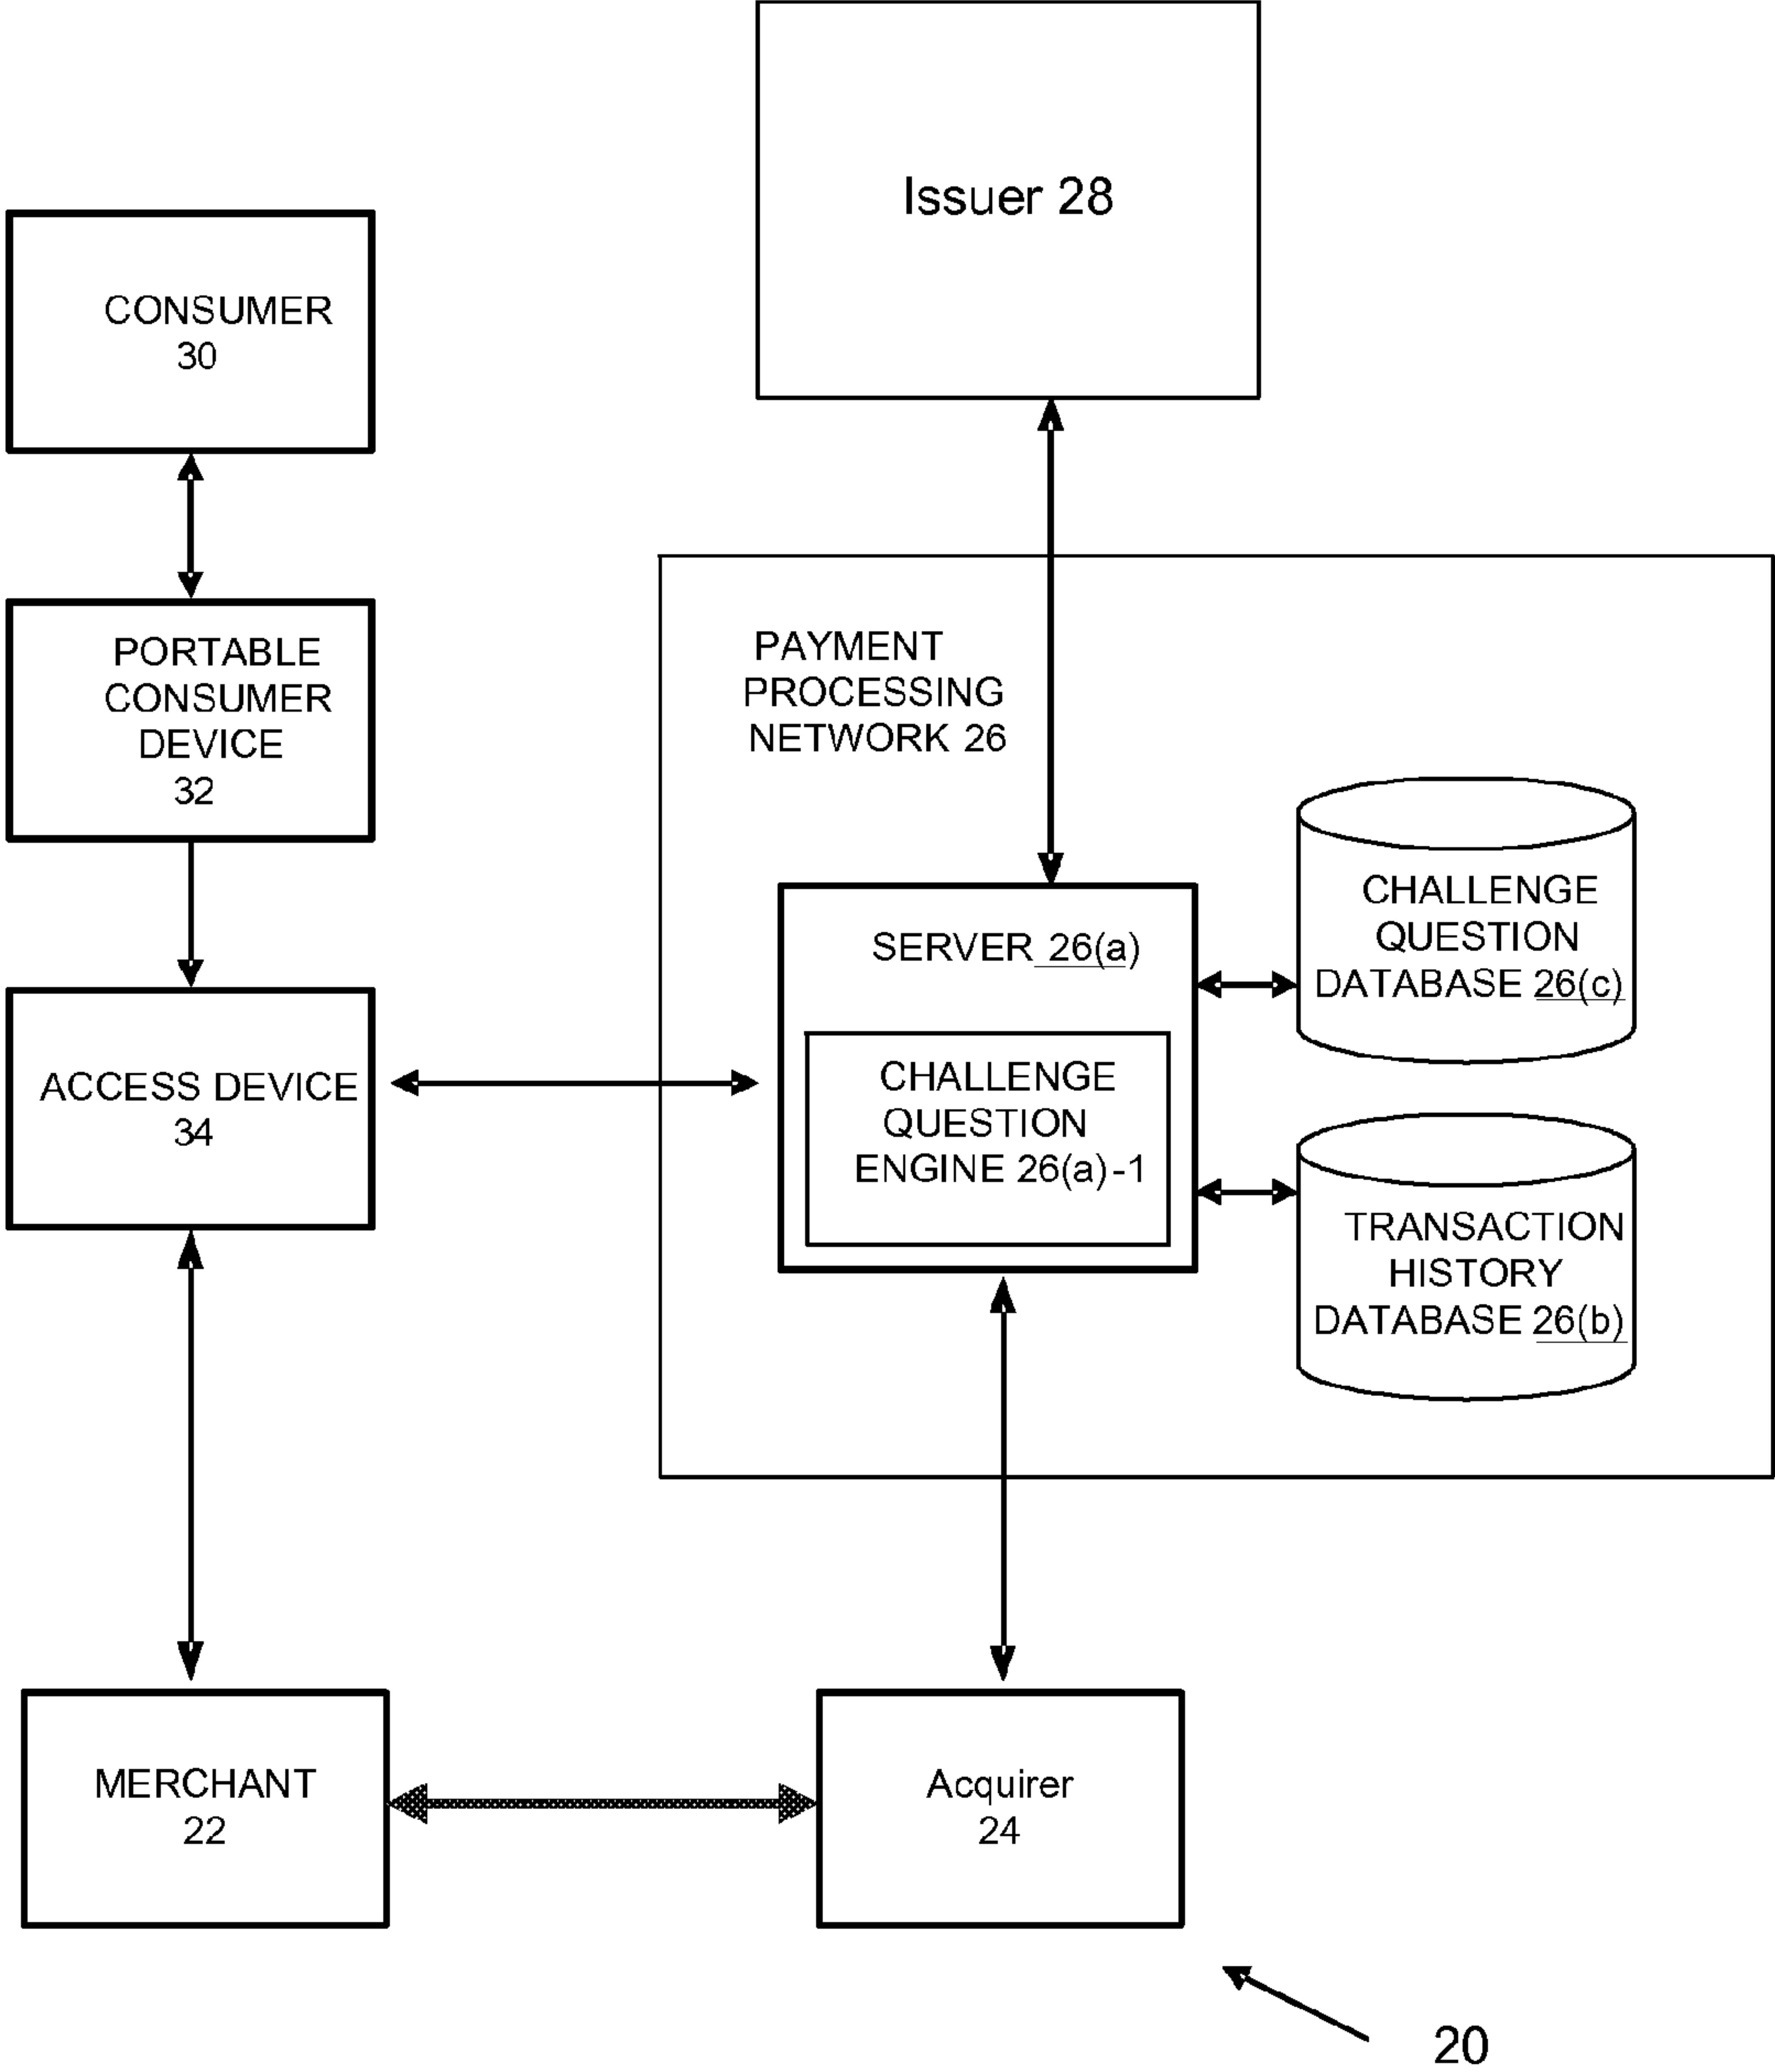 Issuer 28
CONSUMER
30
PORTABLE
CONSUMER
DEVICE
32
PAYMENT
PROCESSING
NETWORK 26
SERVER 26(a)
CHALLENGE
QUESTION
ENGINE 26(a)-1
CHALLENGE
QUESTION
DATABASE 26(c)
TRANSACTION
HISTORY
DATABASE 26(b)
ACCESS DEVICE
34
MERCHANT
22
Acquirer
24
20